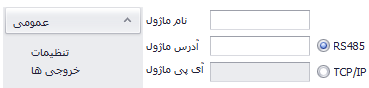 عمومی
تنظیمات
خروجی ها
نام ماژول
آدرس ماژول
RS485
آی پی ماژول
TCP/IP